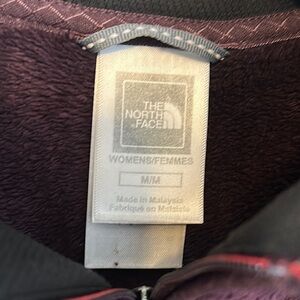 THE
NORTH
FACE
WOMENS/FEMMES
M/M
Made in Malaysia
Fabriqué en Malaisie